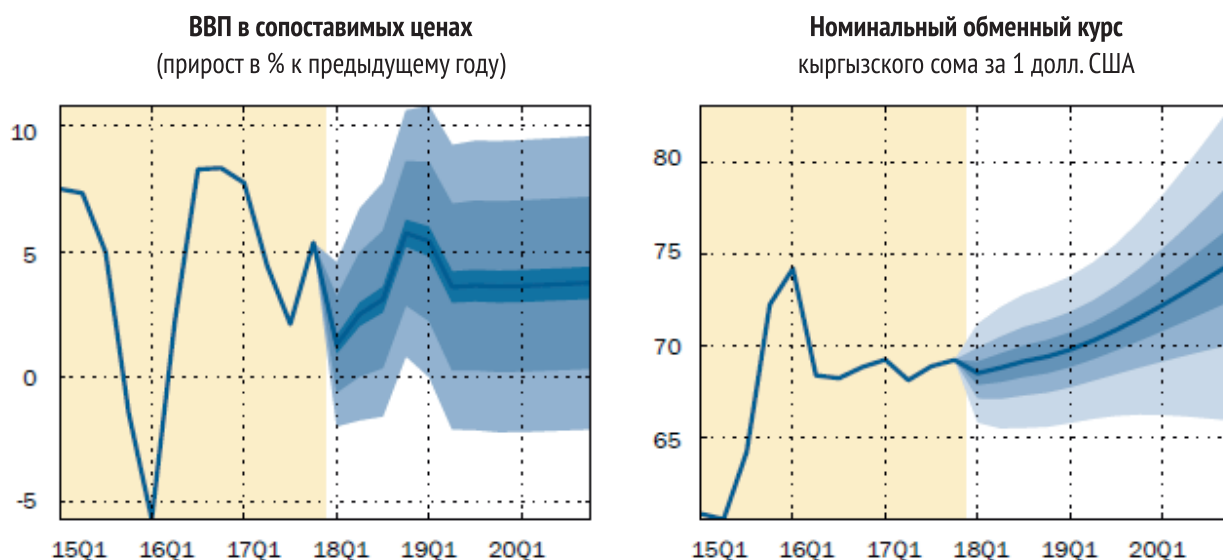 ВВП в сопоставимых ценах
(прирост в % к предыдущему году)
10
5
0
-5
15Q1 16Q1 17Q1 18Q1 19Q1 20Q1
Номинальный обменный курс
кыргызского сома за 1 долл. США
80
75
70
65
15Q1 16Q1 17Q1 18Q1 19Q1 20Q1